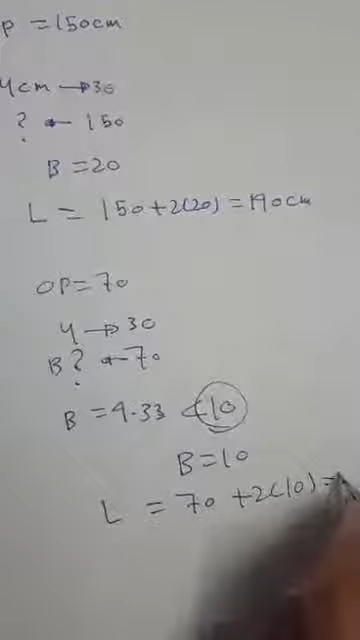 P = 150cm
4cm → 30
? ← 150
B = 20
L = 150 + 2(20) = 190cm
OP = 70
4 → 30
B? ← 70
B = 9.33 < 10
B = 10
L = 70 + 2(10) =